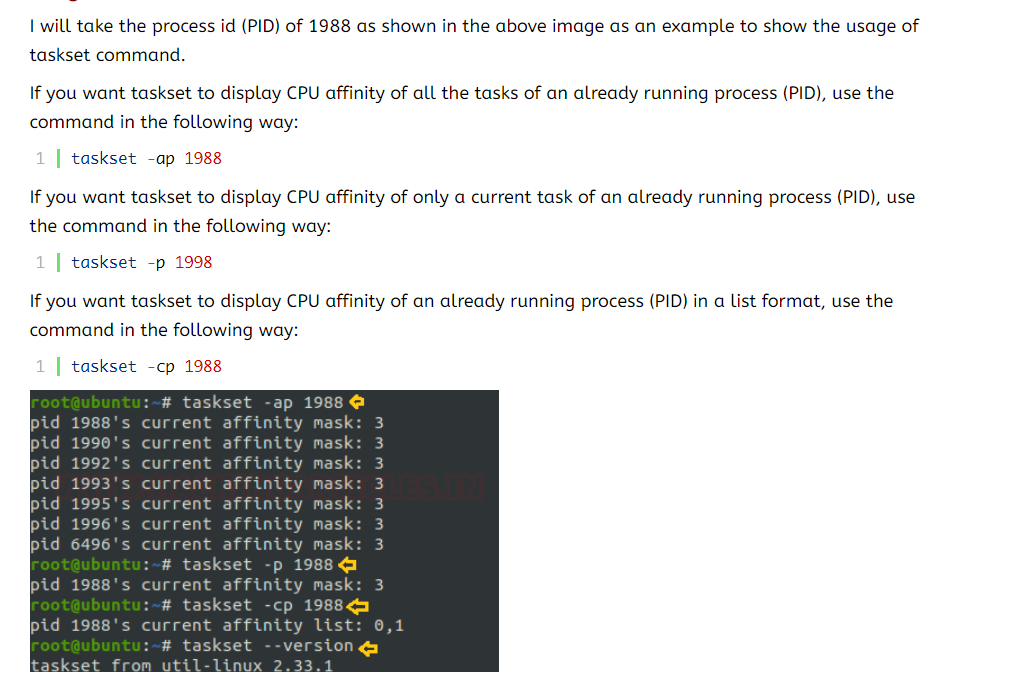 I will take the process id (PID) of 1988 as shown in the above image as an example to show the usage of
taskset command.
If you want taskset to display CPU affinity of all the tasks of an already running process (PID), use the
command in the following way:
1 taskset -ap 1988
If you want taskset to display CPU affinity of only a current task of an already running process (PID), use
the command in the following way:
1 taskset -p 1998
If you want taskset to display CPU affinity of an already running process (PID) in a list format, use the
command in the following way:
1 taskset -cp 1988
root@ubuntu:~# taskset -ap 1988
pid 1988's current affinity mask: 3
pid 1990's current affinity mask: 3
pid 1992's current affinity mask: 3
pid 1993's current affinity mask: 3
pid 1995's current affinity mask: 3
pid 1996's current affinity mask: 3
pid 6496's current affinity mask: 3
root@ubuntu:~# taskset -p 1988
pid 1988's current affinity mask: 3
root@ubuntu:~# taskset -cp 1988
pid 1988's current affinity list: 0,1
root@ubuntu:~# taskset --version
taskset from util-linux 2.33.1